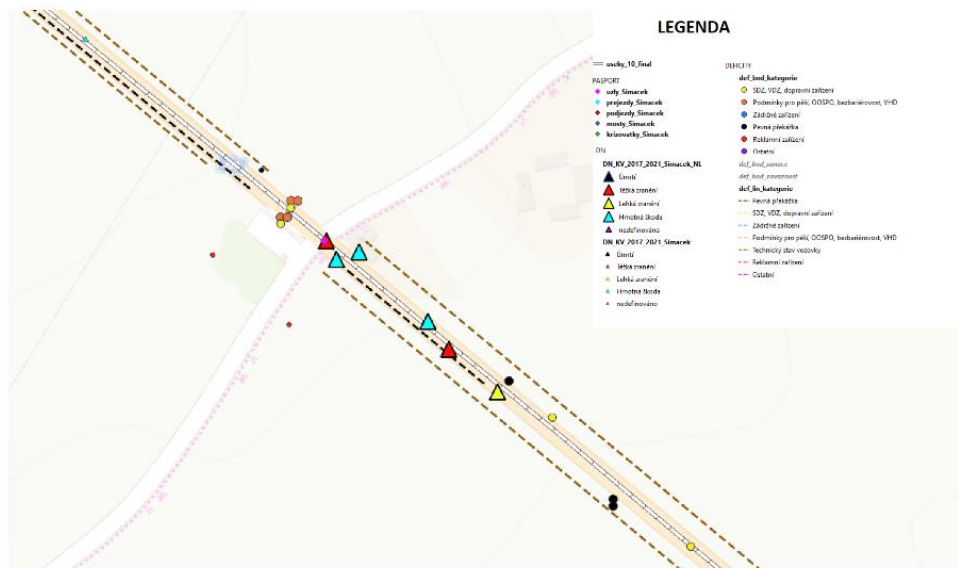 LEGENDA
useky_10_final
PASPORT
uzly_Simacek
prejezdy_Simacek
podjezdy_Simacek
mosty_Simacek
krizovatky_Simacek
DN
DN_KV_2017_2021_Simacek_NL
Úmrtí
Těžká zranění
Lehká zranění
Hmotná škoda
nedefinováno
DN_KV_2017_2021_Simacek
Úmrtí
Těžká zranění
Lehká zranění
Hmotná škoda
nedefinováno
DEFICITY
def_bod_kategorie
SDZ, VDZ, dopravní zařízení
Podmínky pro pěší, OOSPO, bezbariérovost, VHD
Zádržné zařízení
Pevná překážka
Reklamní zařízení
Ostatní
def_bod_sanace
def_bod_zavaznost
def_lin_kategorie
Pevná překážka
SDZ, VDZ, dopravní zařízení
Zádržné zařízení
Podmínky pro pěší, OOSPO, bezbariérovost, VHD
Technický stav vozovky
Reklamní zařízení
Ostatní